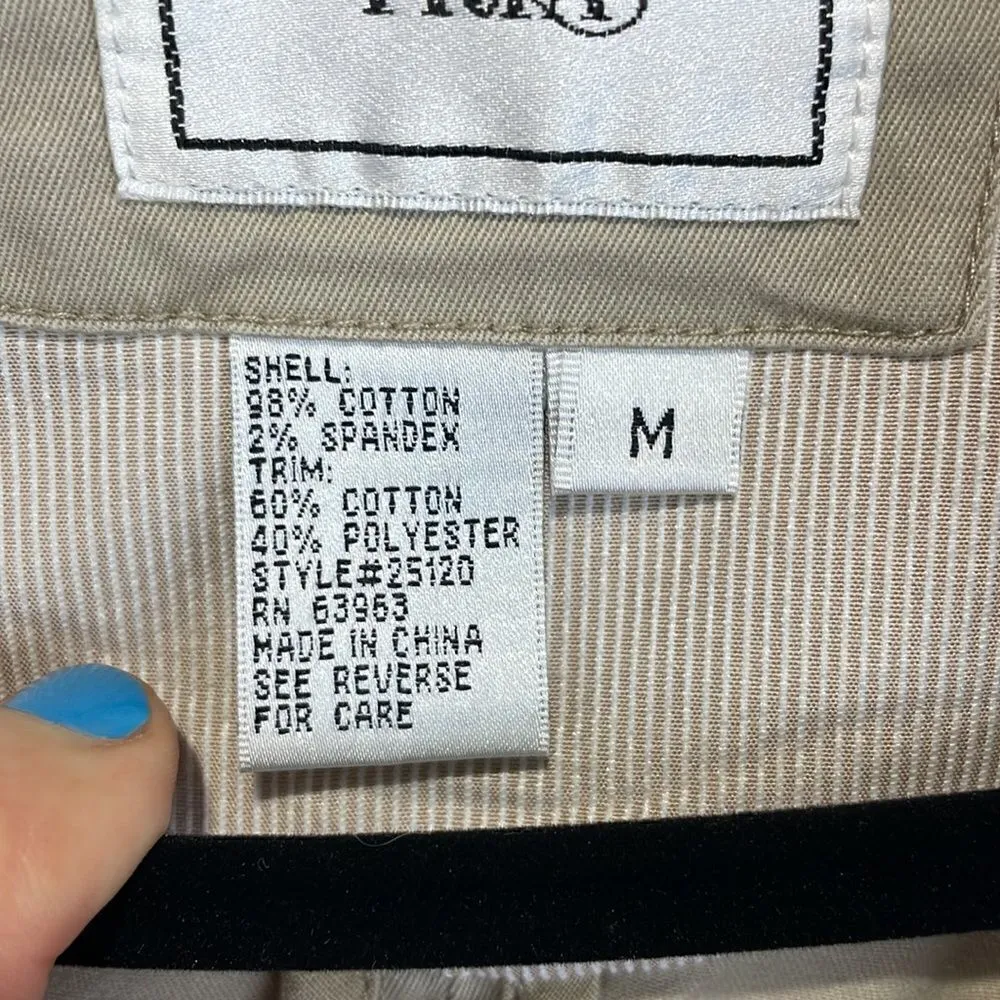 SHELL:
98% COTTON
2% SPANDEX
TRIM:
60% COTTON
40% POLYESTER
STYLE#25120
RN 63963
MADE IN CHINA
SEE REVERSE
FOR CARE
M